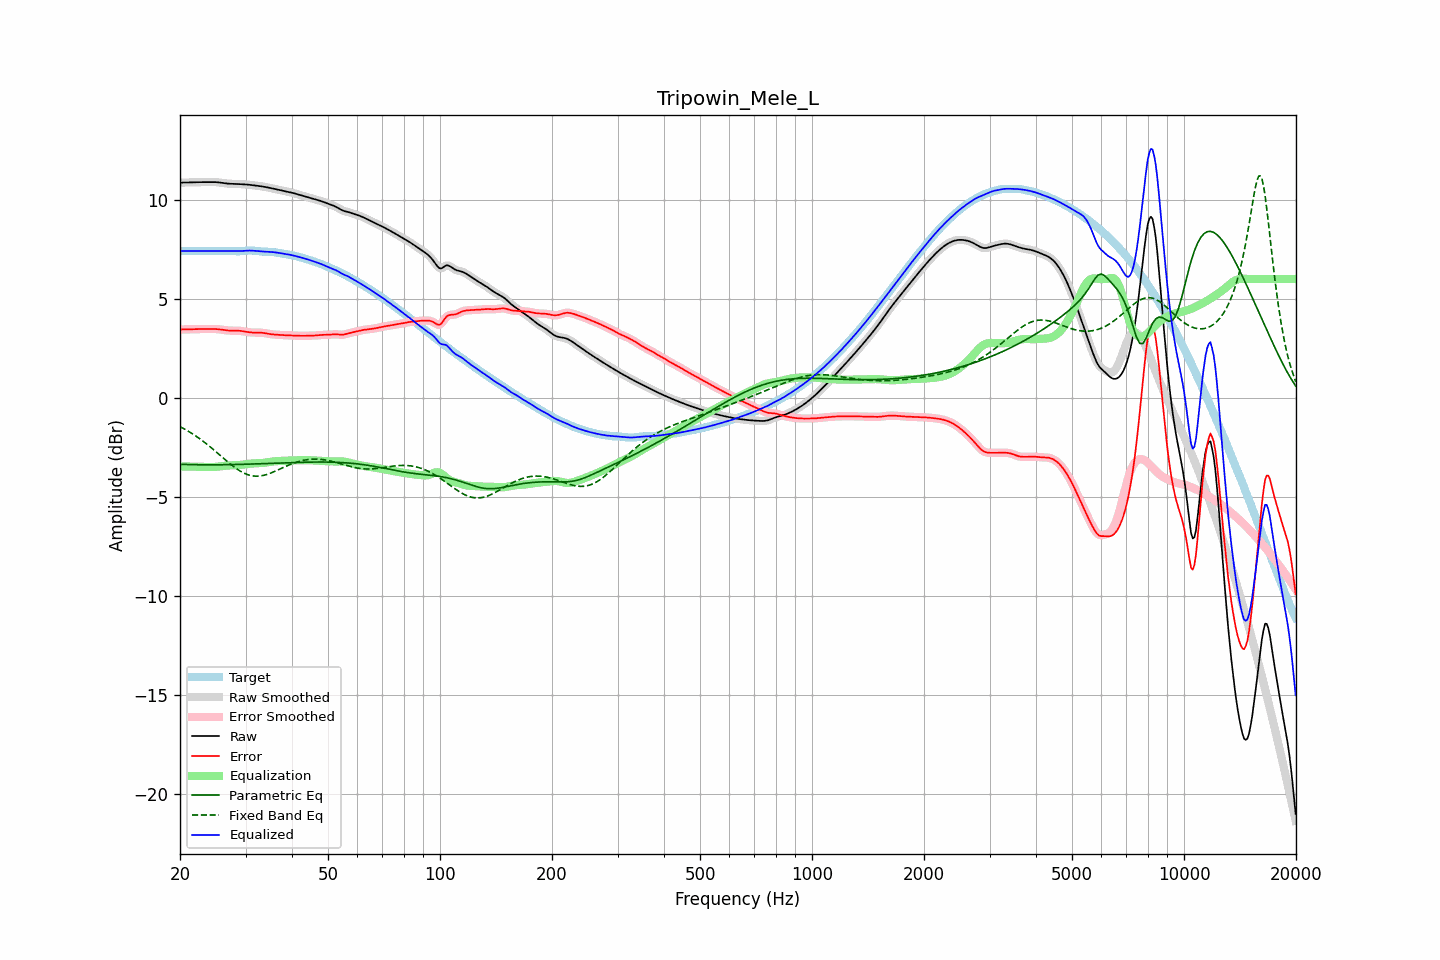 Tripowin_Mele_L
Amplitude (dBr)
10
5
0
−5
−10
−15
−20
Target
Raw Smoothed
Error Smoothed
Raw
Error
Equalization
Parametric Eq
Fixed Band Eq
Equalized
20 50 100 200 500 1000 2000 5000 10000 20000
Frequency (Hz)